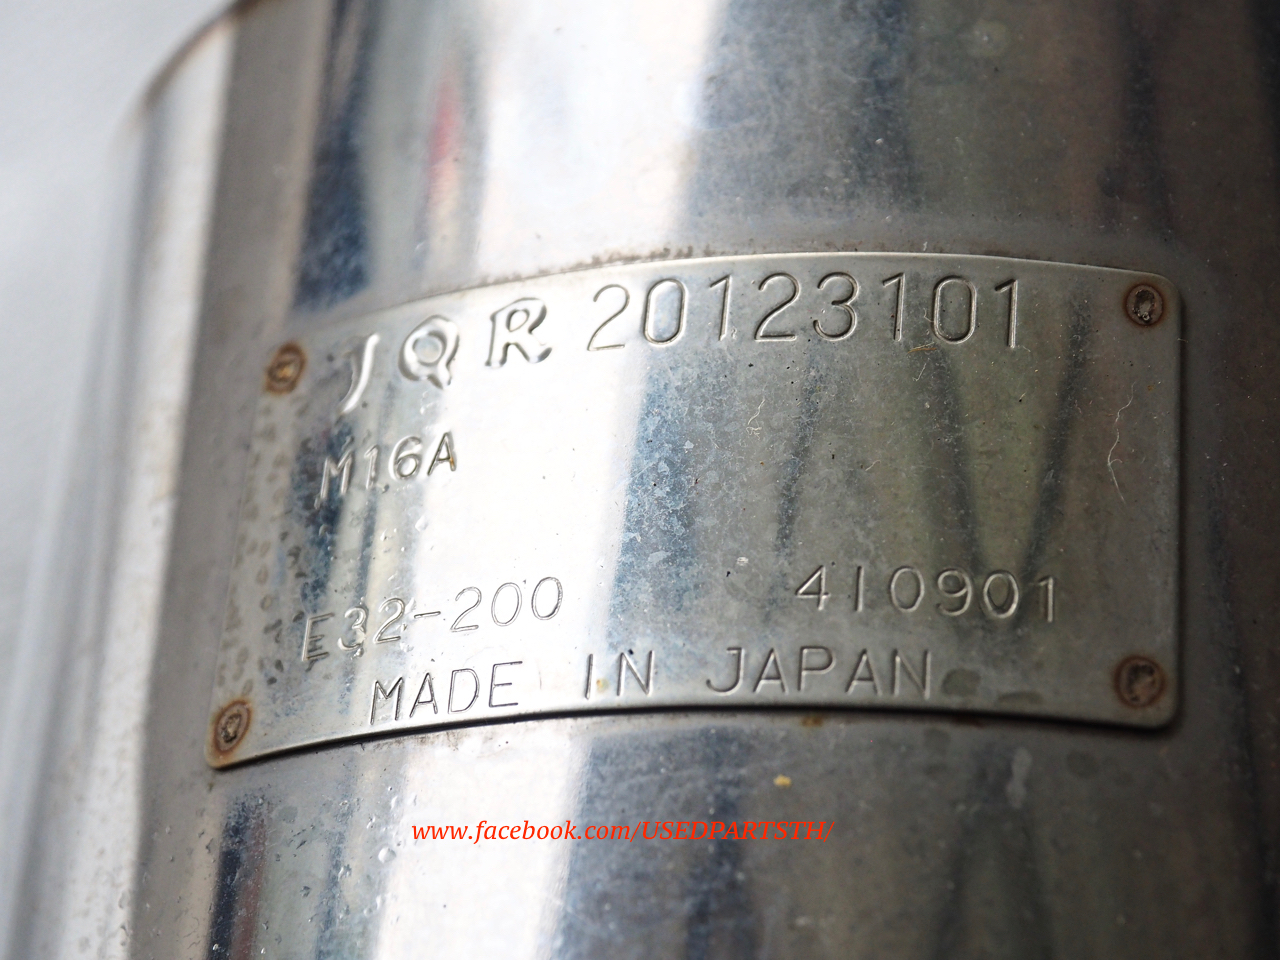 JQR 20123101
M16A
E32-200 410901
MADE IN JAPAN
www.facebook.com/USEDPARTSTH/